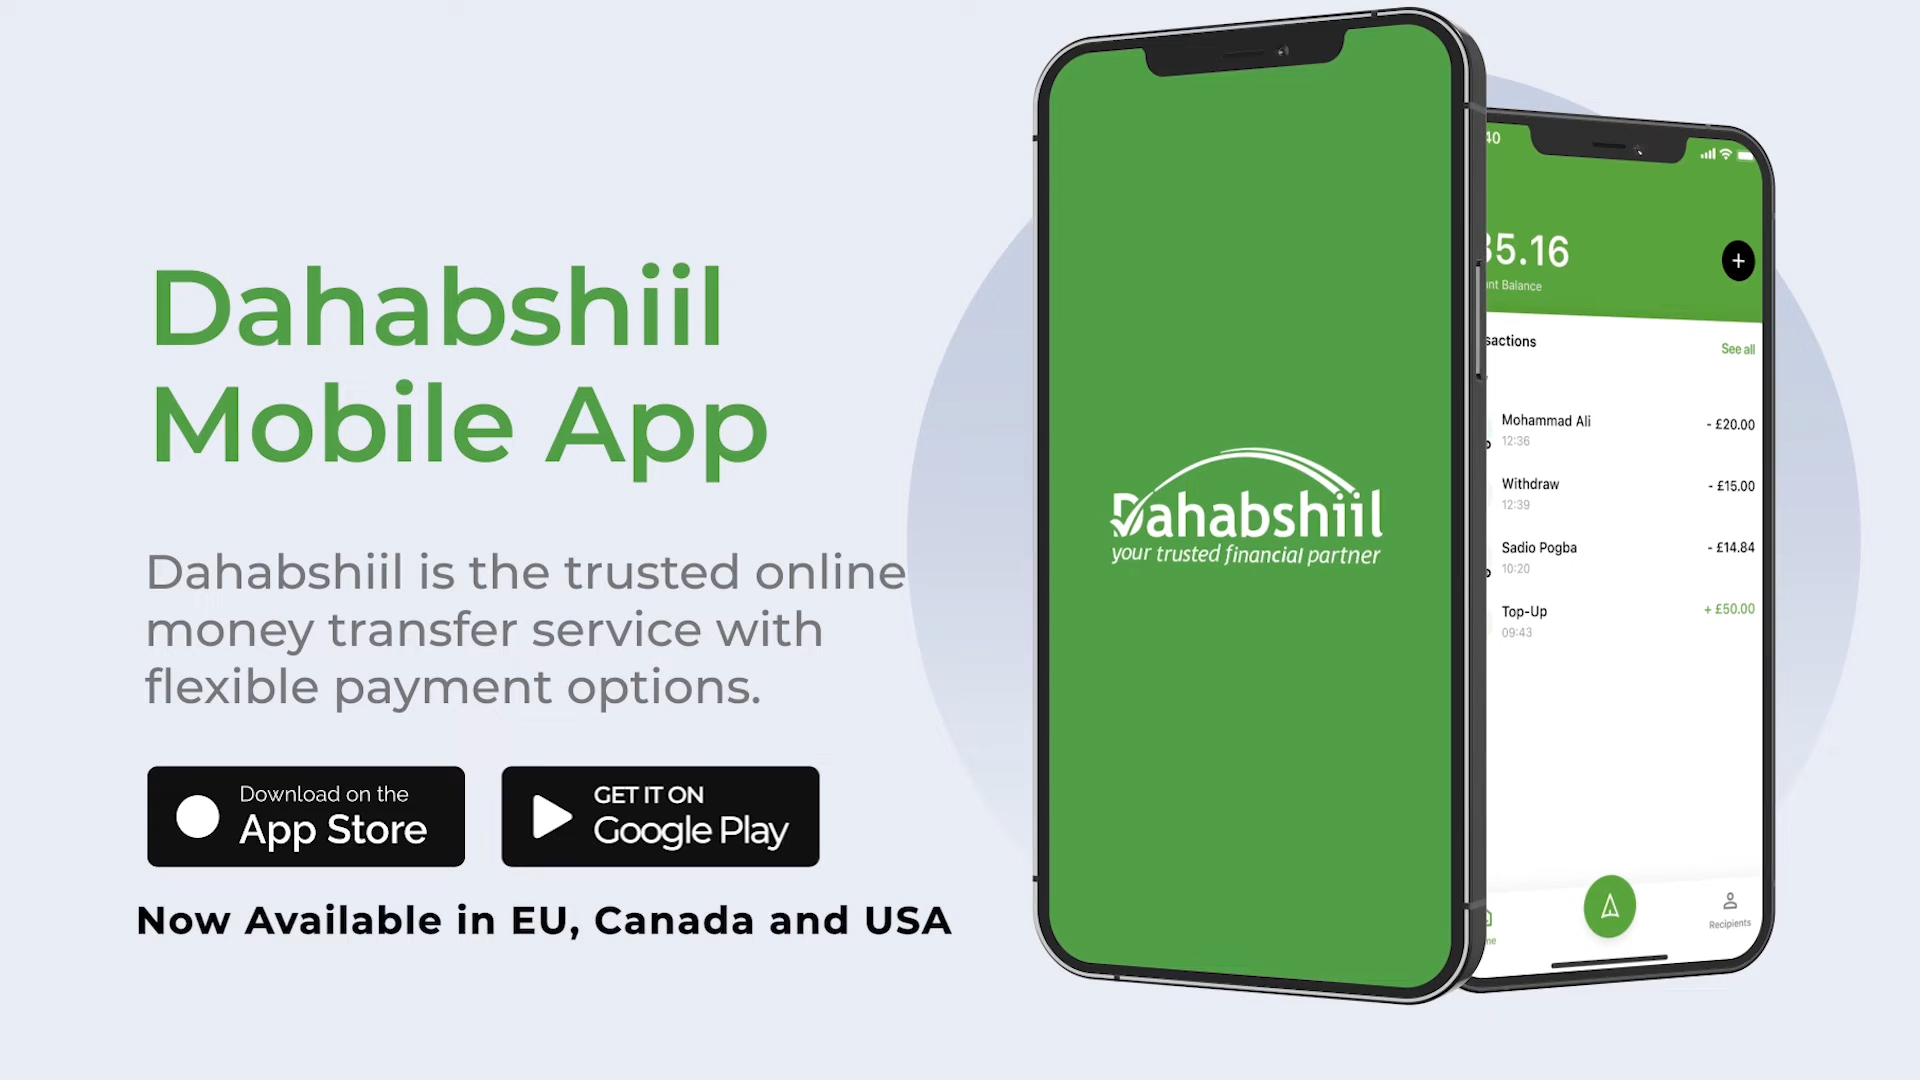 Dahabshiil
Mobile App
Dahabshiil is the trusted online
money transfer service with
flexible payment options.
Download on the
App Store
GET IT ON
Google Play
Now Available in EU, Canada and USA
Dahabshiil
your trusted financial partner
40
35.16
Balance
See all
Mohammad Ali
- £20.00
12:36
Withdraw
- £15.00
12:39
Sadio Pogba
- £14.84
10:20
Top-Up
+ £50.00
09:43
Recipients